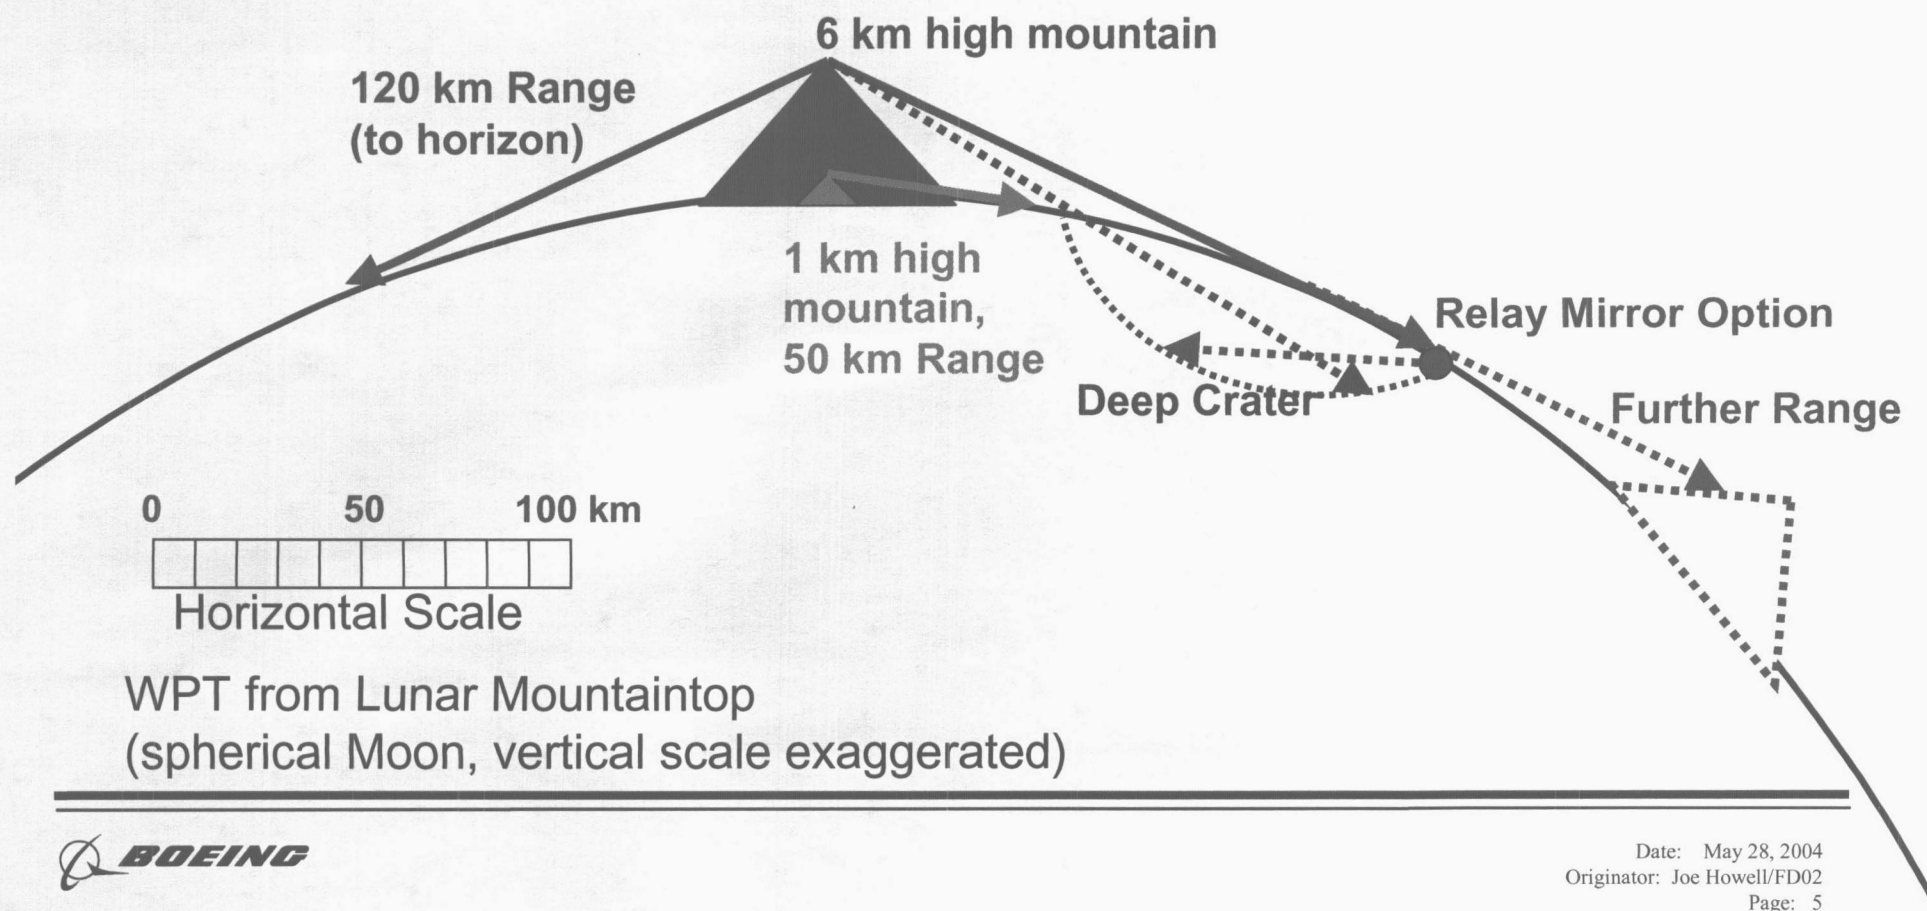 6 km high mountain
120 km Range
(to horizon)
1 km high
mountain,
50 km Range
Relay Mirror Option
Deep Crater
Further Range
0 50 100 km
Horizontal Scale
WPT from Lunar Mountaintop
(spherical Moon, vertical scale exaggerated)
BOEING
Date: May 28, 2004
Originator: Joe Howell/FD02
Page: 5